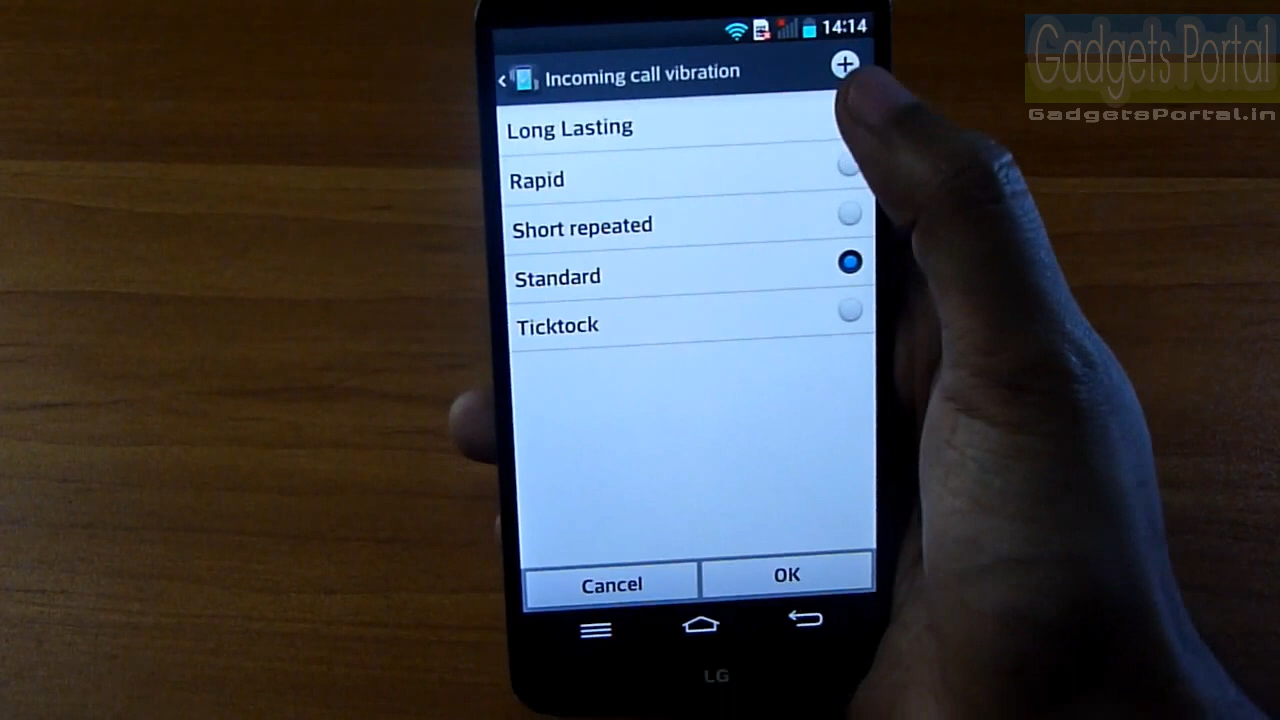 Gadgets Portal
GadgetsPortal.in
14:14
Incoming call vibration
Long Lasting
Rapid
Short repeated
Standard
Ticktock
Cancel
OK
LG